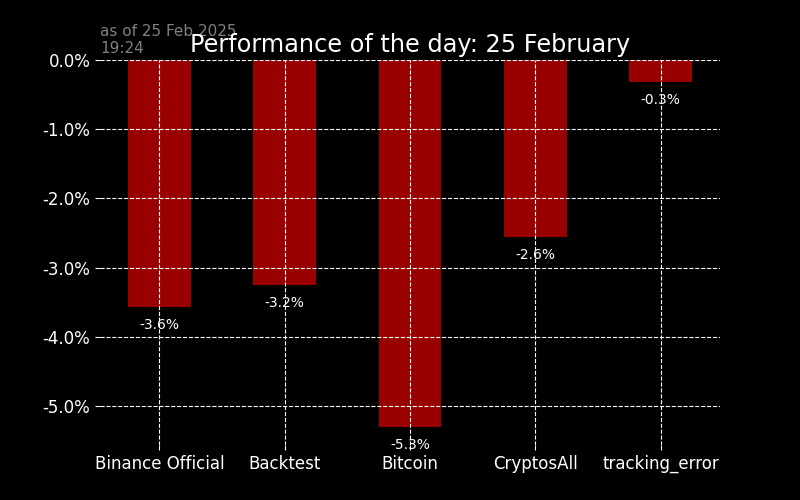 as of 25 Feb 2025
19:24
Performance of the day: 25 February
0.0%
-1.0%
-2.0%
-3.0%
-4.0%
-5.0%
-3.6%
-3.2%
-5.3%
-2.6%
-0.3%
Binance Official
Backtest
Bitcoin
CryptosAll
tracking_error